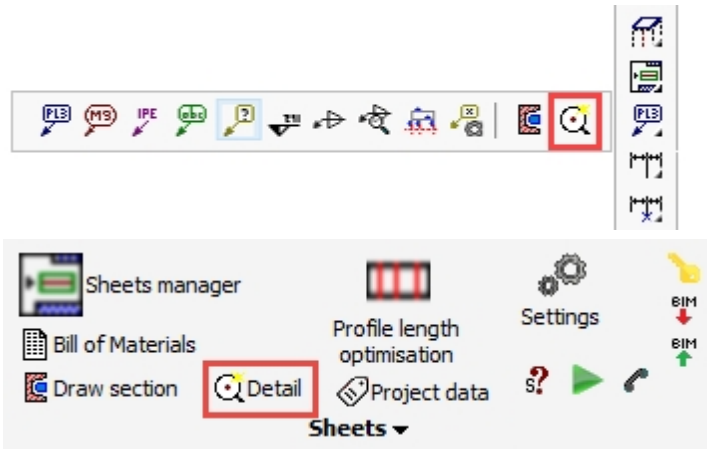 PL3 M9 IPE abc ?
PL3
Sheets manager
Bill of Materials
Draw section
Detail
Profile length
optimisation
Project data
Settings
BIM
BIM
s?
Sheets